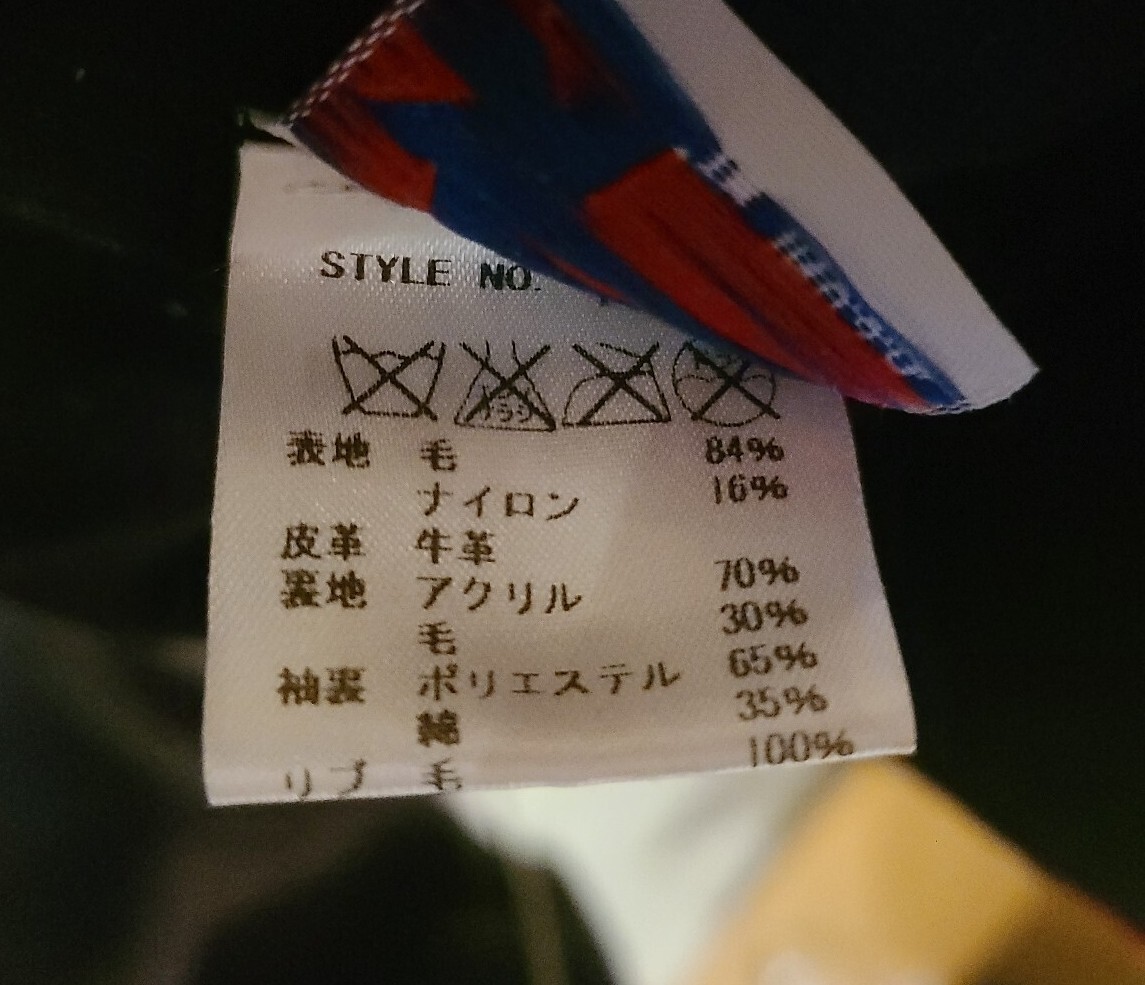 STYLE NO.
表地 毛 84%
ナイロン 16%
皮革 牛革
裏地 アクリル 70%
毛 30%
袖裏 ポリエステル 65%
綿 35%
リブ 毛 100%